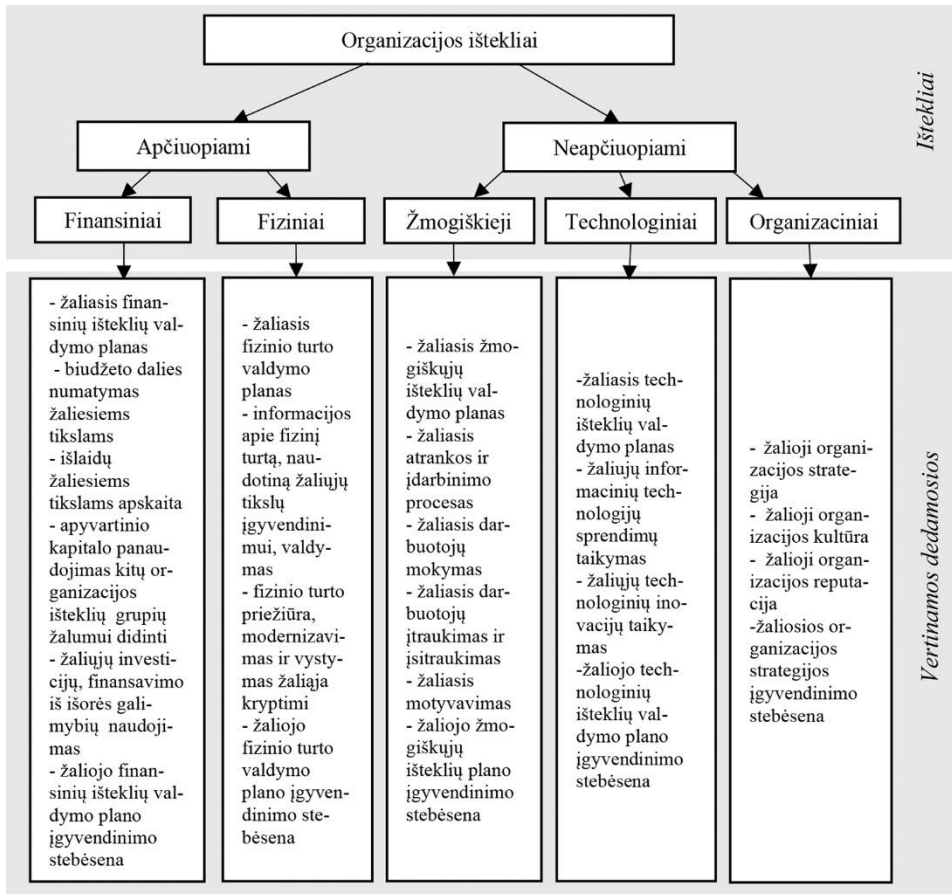 Organizacijos ištekliai
Apčiuopiami
Neapčiuopiami
Finansiniai
Fiziniai
Žmogiškieji
Technologiniai
Organizaciniai
Ištekliai
- žaliasis finan-
sinių išteklių val-
dymo planas
- biudžeto dalies
numatymas
žaliesiems
tikslams
- išlaidų
žaliesiems
tikslams apskaita
- apyvartinio
kapitalo panau-
dojimas kitų or-
ganizacijos
išteklių grupių
žalumui didinti
- žaliųjų investi-
cijų, finansavimo
iš išorės gali-
mybių naudoji-
mas
- žaliojo finan-
sinių išteklių val-
dymo plano
įgyvendinimo
stebėsena
- žaliasis
fizinio turto
valdymo
planas
- informacijos
apie fizinį
turtą, nau-
dotiną žaliųjų
tikslų
įgyvendini-
mui, valdy-
mas
- fizinio turto
priežiūra,
modernizavi-
mas ir vysty-
mas žaliąja
kryptimi
- žaliojo
fizinio turto
valdymo
plano įgyven-
dinimo ste-
bėsena
- žaliasis žmo-
giškųjų
išteklių val-
dymo planas
- žaliasis
atrankos ir
įdarbinimo
procesas
- žaliasis dar-
buotojų
mokymas
- žaliasis dar-
buotojų
įtraukimas ir
įsitraukimas
- žaliasis
motyvavimas
- žaliojo žmo-
giškųjų
išteklių plano
įgyvendinimo
stebėsena
-žaliasis tech-
nologinių
išteklių val-
dymo planas
- žaliųjų infor-
macinių tech-
nologijų
sprendimų
taikymas
- žaliųjų tech-
nologinių ino-
vacijų taiky-
mas
-žaliojo tech-
nologinių
išteklių val-
dymo plano
įgyvendinimo
stebėsena
- žalioji organi-
zacijos strate-
gija
- žalioji organi-
zacijos kultūra
- žalioji organi-
zacijos reputa-
cija
-žaliosios or-
ganizacijos
strategijos
įgyvendinimo
stebėsena
Vertinamos dedamosios